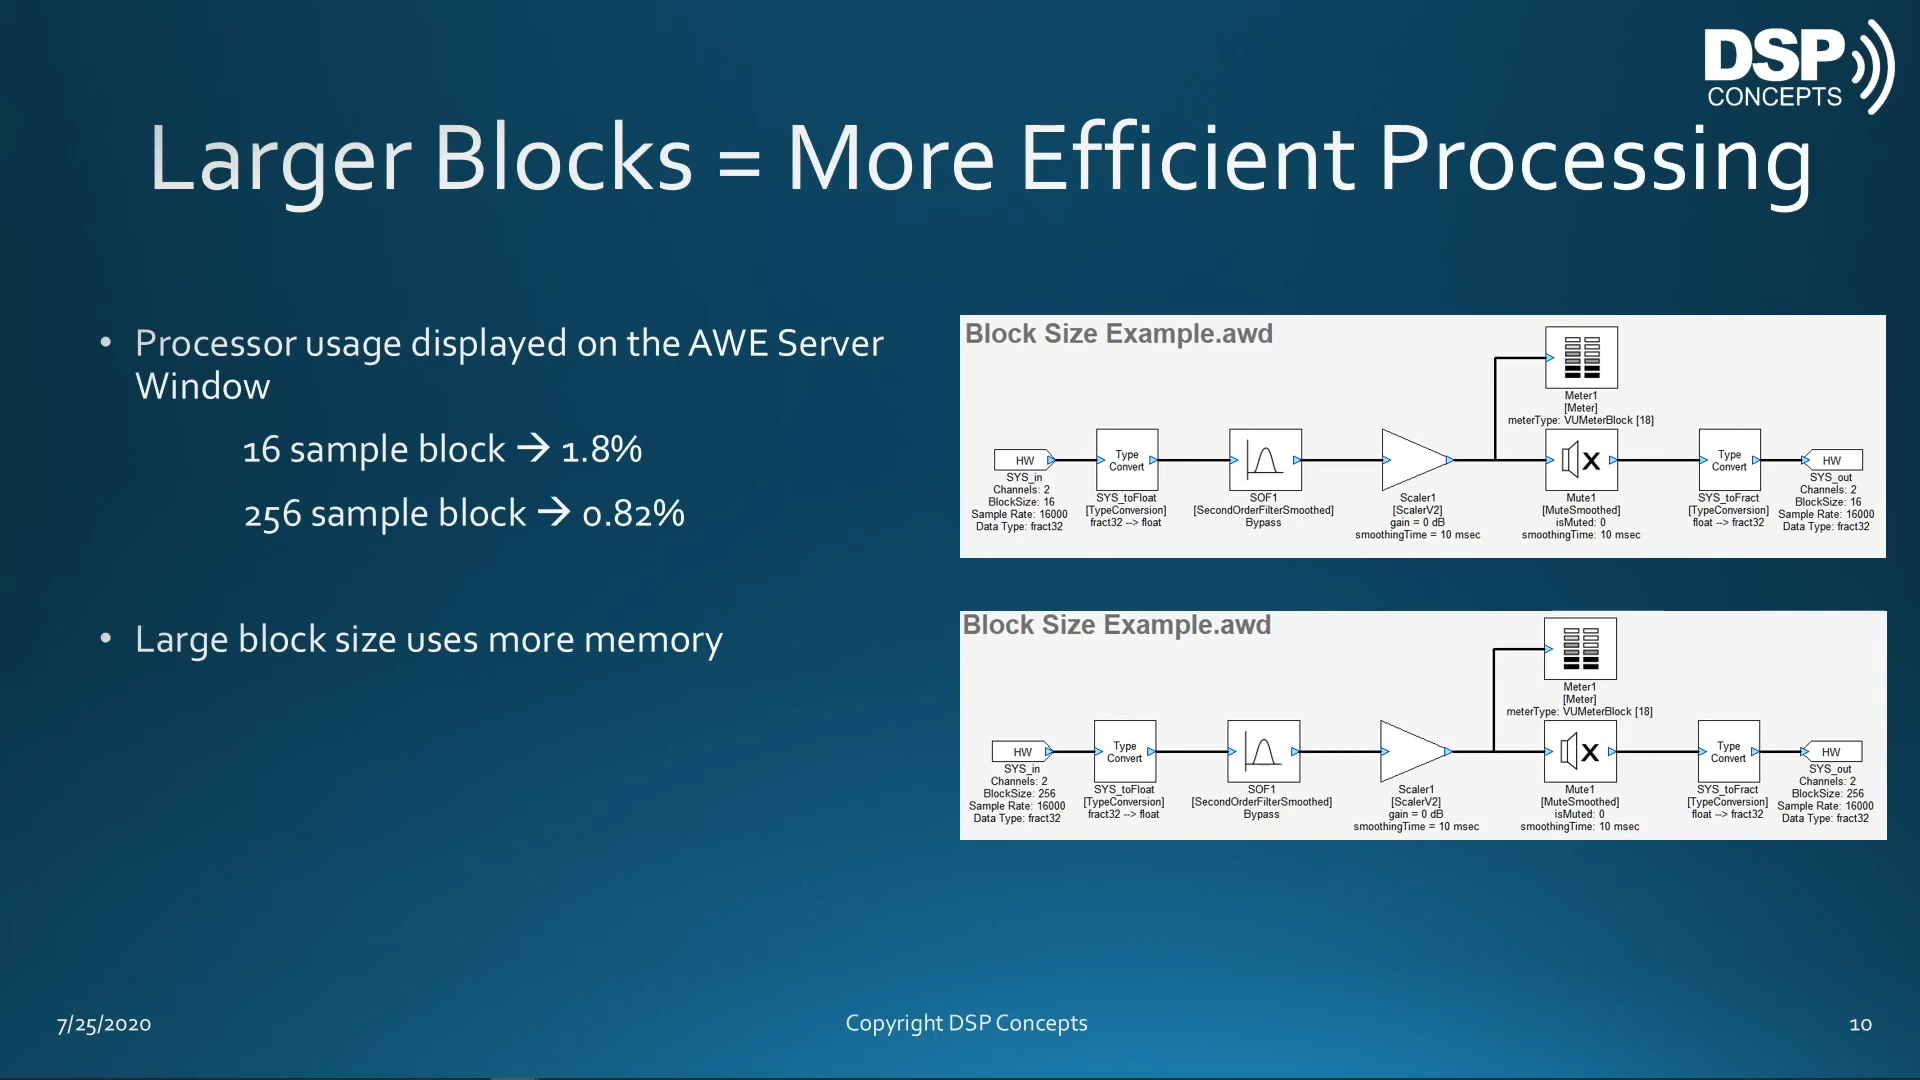 DSP
CONCEPTS
Larger Blocks = More Efficient Processing
• Processor usage displayed on the AWE Server
Window
16 sample block → 1.8%
256 sample block → 0.82%
• Large block size uses more memory
Block Size Example.awd
Meter1
[Meter]
meterType: VUMeterBlock [18]
HW
SYS_in
Channels: 2
BlockSize: 16
Sample Rate: 16000
Data Type: fract32
Type
Convert
SYS_toFloat
[TypeConversion]
fract32 --> float
SOF1
[SecondOrderFilterSmoothed]
Bypass
Scaler1
[ScalerV2]
gain = 0 dB
smoothingTime = 10 msec
X
Mute1
[MuteSmoothed]
isMuted: 0
smoothingTime: 10 msec
Type
Convert
SYS_toFract
[TypeConversion]
float --> fract32
HW
SYS_out
Channels: 2
BlockSize: 16
Sample Rate: 16000
Data Type: fract32
Block Size Example.awd
Meter1
[Meter]
meterType: VUMeterBlock [18]
HW
SYS_in
Channels: 2
BlockSize: 256
Sample Rate: 16000
Data Type: fract32
Type
Convert
SYS_toFloat
[TypeConversion]
fract32 --> float
SOF1
[SecondOrderFilterSmoothed]
Bypass
Scaler1
[ScalerV2]
gain = 0 dB
smoothingTime = 10 msec
X
Mute1
[MuteSmoothed]
isMuted: 0
smoothingTime: 10 msec
Type
Convert
SYS_toFract
[TypeConversion]
float --> fract32
HW
SYS_out
Channels: 2
BlockSize: 256
Sample Rate: 16000
Data Type: fract32
7/25/2020
Copyright DSP Concepts
10